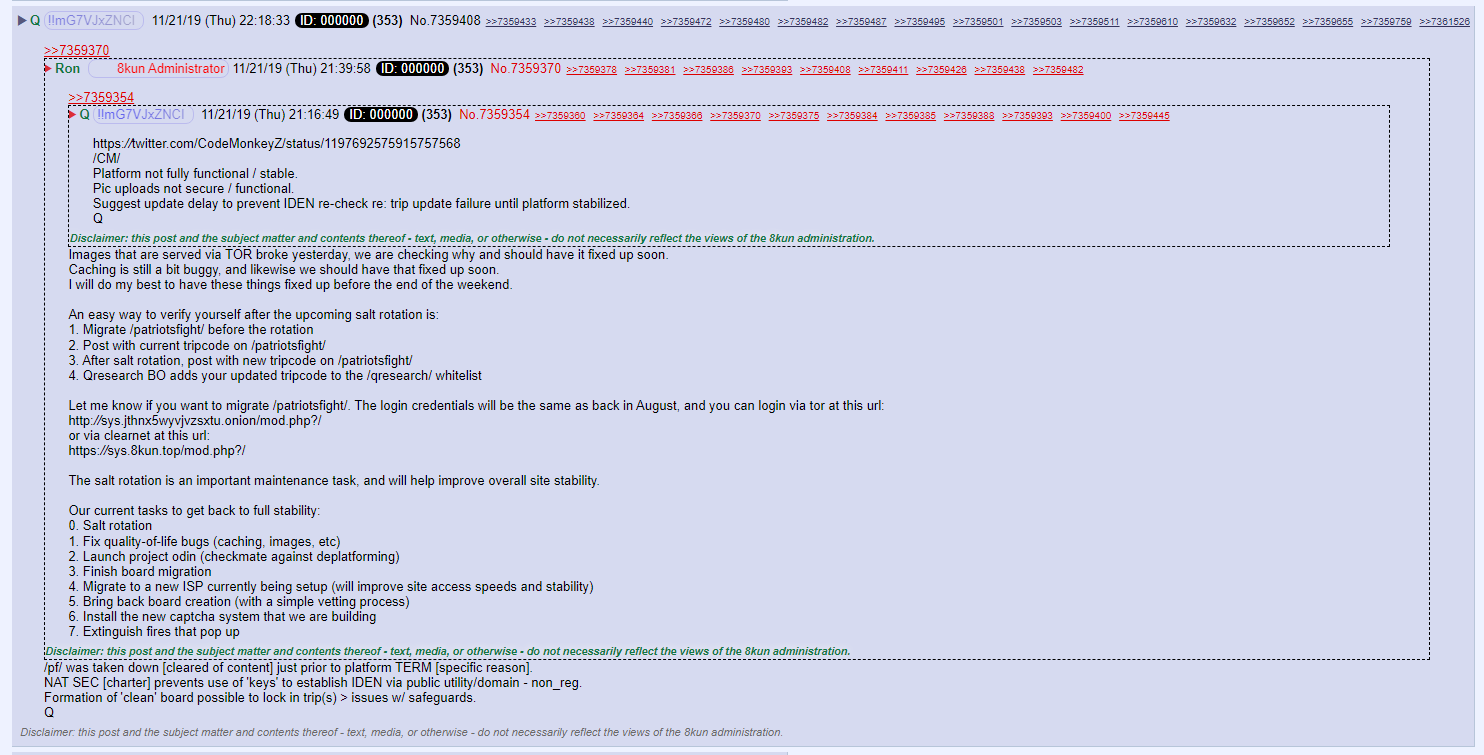 ▶ Q !!mG7VJxZNCI 11/21/19 (Thu) 22:18:33 ID: 000000 (353) No.7359408 >>7359433 >>7359438 >>7359440 >>7359472 >>7359480 >>7359482 >>7359487 >>7359495 >>7359501 >>7359503 >>7359511 >>7359610 >>7359632 >>7359652 >>7359655 >>7359759 >>7361526
>>7359370
▶ Ron 8kun Administrator 11/21/19 (Thu) 21:39:58 ID: 000000 (353) No.7359370 >>7359378 >>7359381 >>7359386 >>7359393 >>7359408 >>7359411 >>7359426 >>7359438 >>7359482
>>7359354
▶ Q !!mG7VJxZNCI 11/21/19 (Thu) 21:16:49 ID: 000000 (353) No.7359354 >>7359360 >>7359364 >>7359366 >>7359370 >>7359375 >>7359384 >>7359385 >>7359388 >>7359393 >>7359400 >>7359445
https://twitter.com/CodeMonkeyZ/status/1197692575915757568
/CM/
Platform not fully functional / stable.
Pic uploads not secure / functional.
Suggest update delay to prevent IDEN re-check re: trip update failure until platform stabilized.
Q
Disclaimer: this post and the subject matter and contents thereof - text, media, or otherwise - do not necessarily reflect the views of the 8kun administration.
Images that are served via TOR broke yesterday, we are checking why and should have it fixed up soon.
Caching is still a bit buggy, and likewise we should have that fixed up soon.
I will do my best to have these things fixed up before the end of the weekend.
An easy way to verify yourself after the upcoming salt rotation is:
1. Migrate /patriotsfight/ before the rotation
2. Post with current tripcode on /patriotsfight/
3. After salt rotation, post with new tripcode on /patriotsfight/
4. Qresearch BO adds your updated tripcode to the /qresearch/ whitelist
Let me know if you want to migrate /patriotsfight/. The login credentials will be the same as back in August, and you can login via tor at this url:
http://sys.jthnx5wyvjvzsxtu.onion/mod.php?/
or via clearnet at this url:
https://sys.8kun.top/mod.php?/
The salt rotation is an important maintenance task, and will help improve overall site stability.
Our current tasks to get back to full stability:
0. Salt rotation
1. Fix quality-of-life bugs (caching, images, etc)
2. Launch project odin (checkmate against deplatforming)
3. Finish board migration
4. Migrate to a new ISP currently being setup (will improve site access speeds and stability)
5. Bring back board creation (with a simple vetting process)
6. Install the new captcha system that we are building
7. Extinguish fires that pop up
Disclaimer: this post and the subject matter and contents thereof - text, media, or otherwise - do not necessarily reflect the views of the 8kun administration.
/pf/ was taken down [cleared of content] just prior to platform TERM [specific reason].
NAT SEC [charter] prevents use of 'keys' to establish IDEN via public utility/domain - non_reg.
Formation of 'clean' board possible to lock in trip(s) > issues w/ safeguards.
Q
Disclaimer: this post and the subject matter and contents thereof - text, media, or otherwise - do not necessarily reflect the views of the 8kun administration.